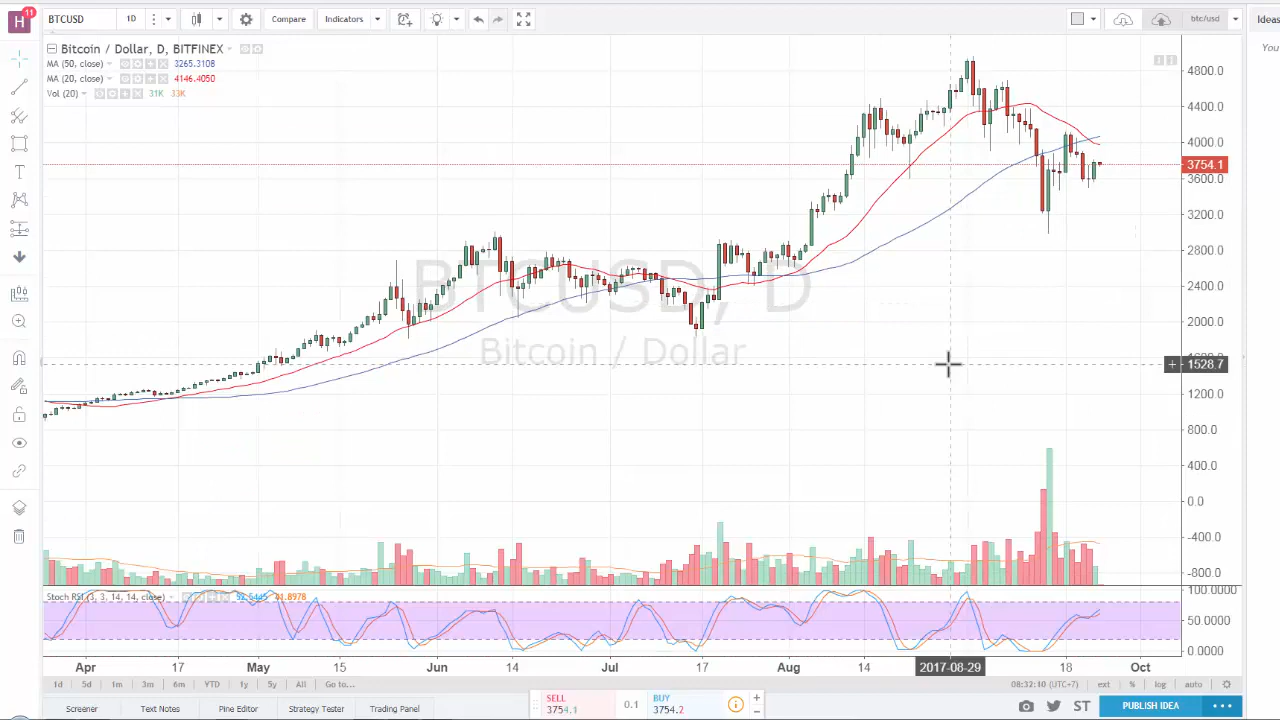 H 11 BTCUSD 1D Compare Indicators btc/usd Ideas
You
Bitcoin / Dollar, D, BITFINEX
MA (50, close) 3265.3108
MA (20, close) 4146.4050
Vol (20) 31K 33K
BTCUSD, D
Bitcoin / Dollar
4800.0
4400.0
4000.0
3754.1
3600.0
3200.0
2800.0
2400.0
2000.0
1528.7
1200.0
800.0
400.0
0.0
-400.0
-800.0
Stoch RSI (3, 3, 14, 14, close)
100.0000
50.0000
0.0000
Apr 17 May 15 Jun 14 Jul 17 Aug 14 2017-08-29 18 Oct
1d 5d 1m 3m 6m YTD 1y 5y All Go to... 08:32:10 (UTC+7) ext % log auto
Screener Text Notes Pine Editor Strategy Tester Trading Panel
SELL
3754.1
0.1
BUY
3754.2
ST PUBLISH IDEA